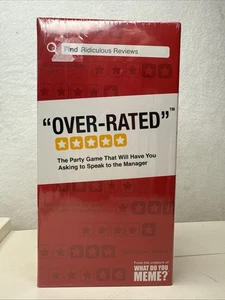 Find Ridiculous Reviews
"OVER-RATED"™
The Party Game That Will Have You
Asking to Speak to the Manager
From the creators of
WHAT DO YOU
MEME?